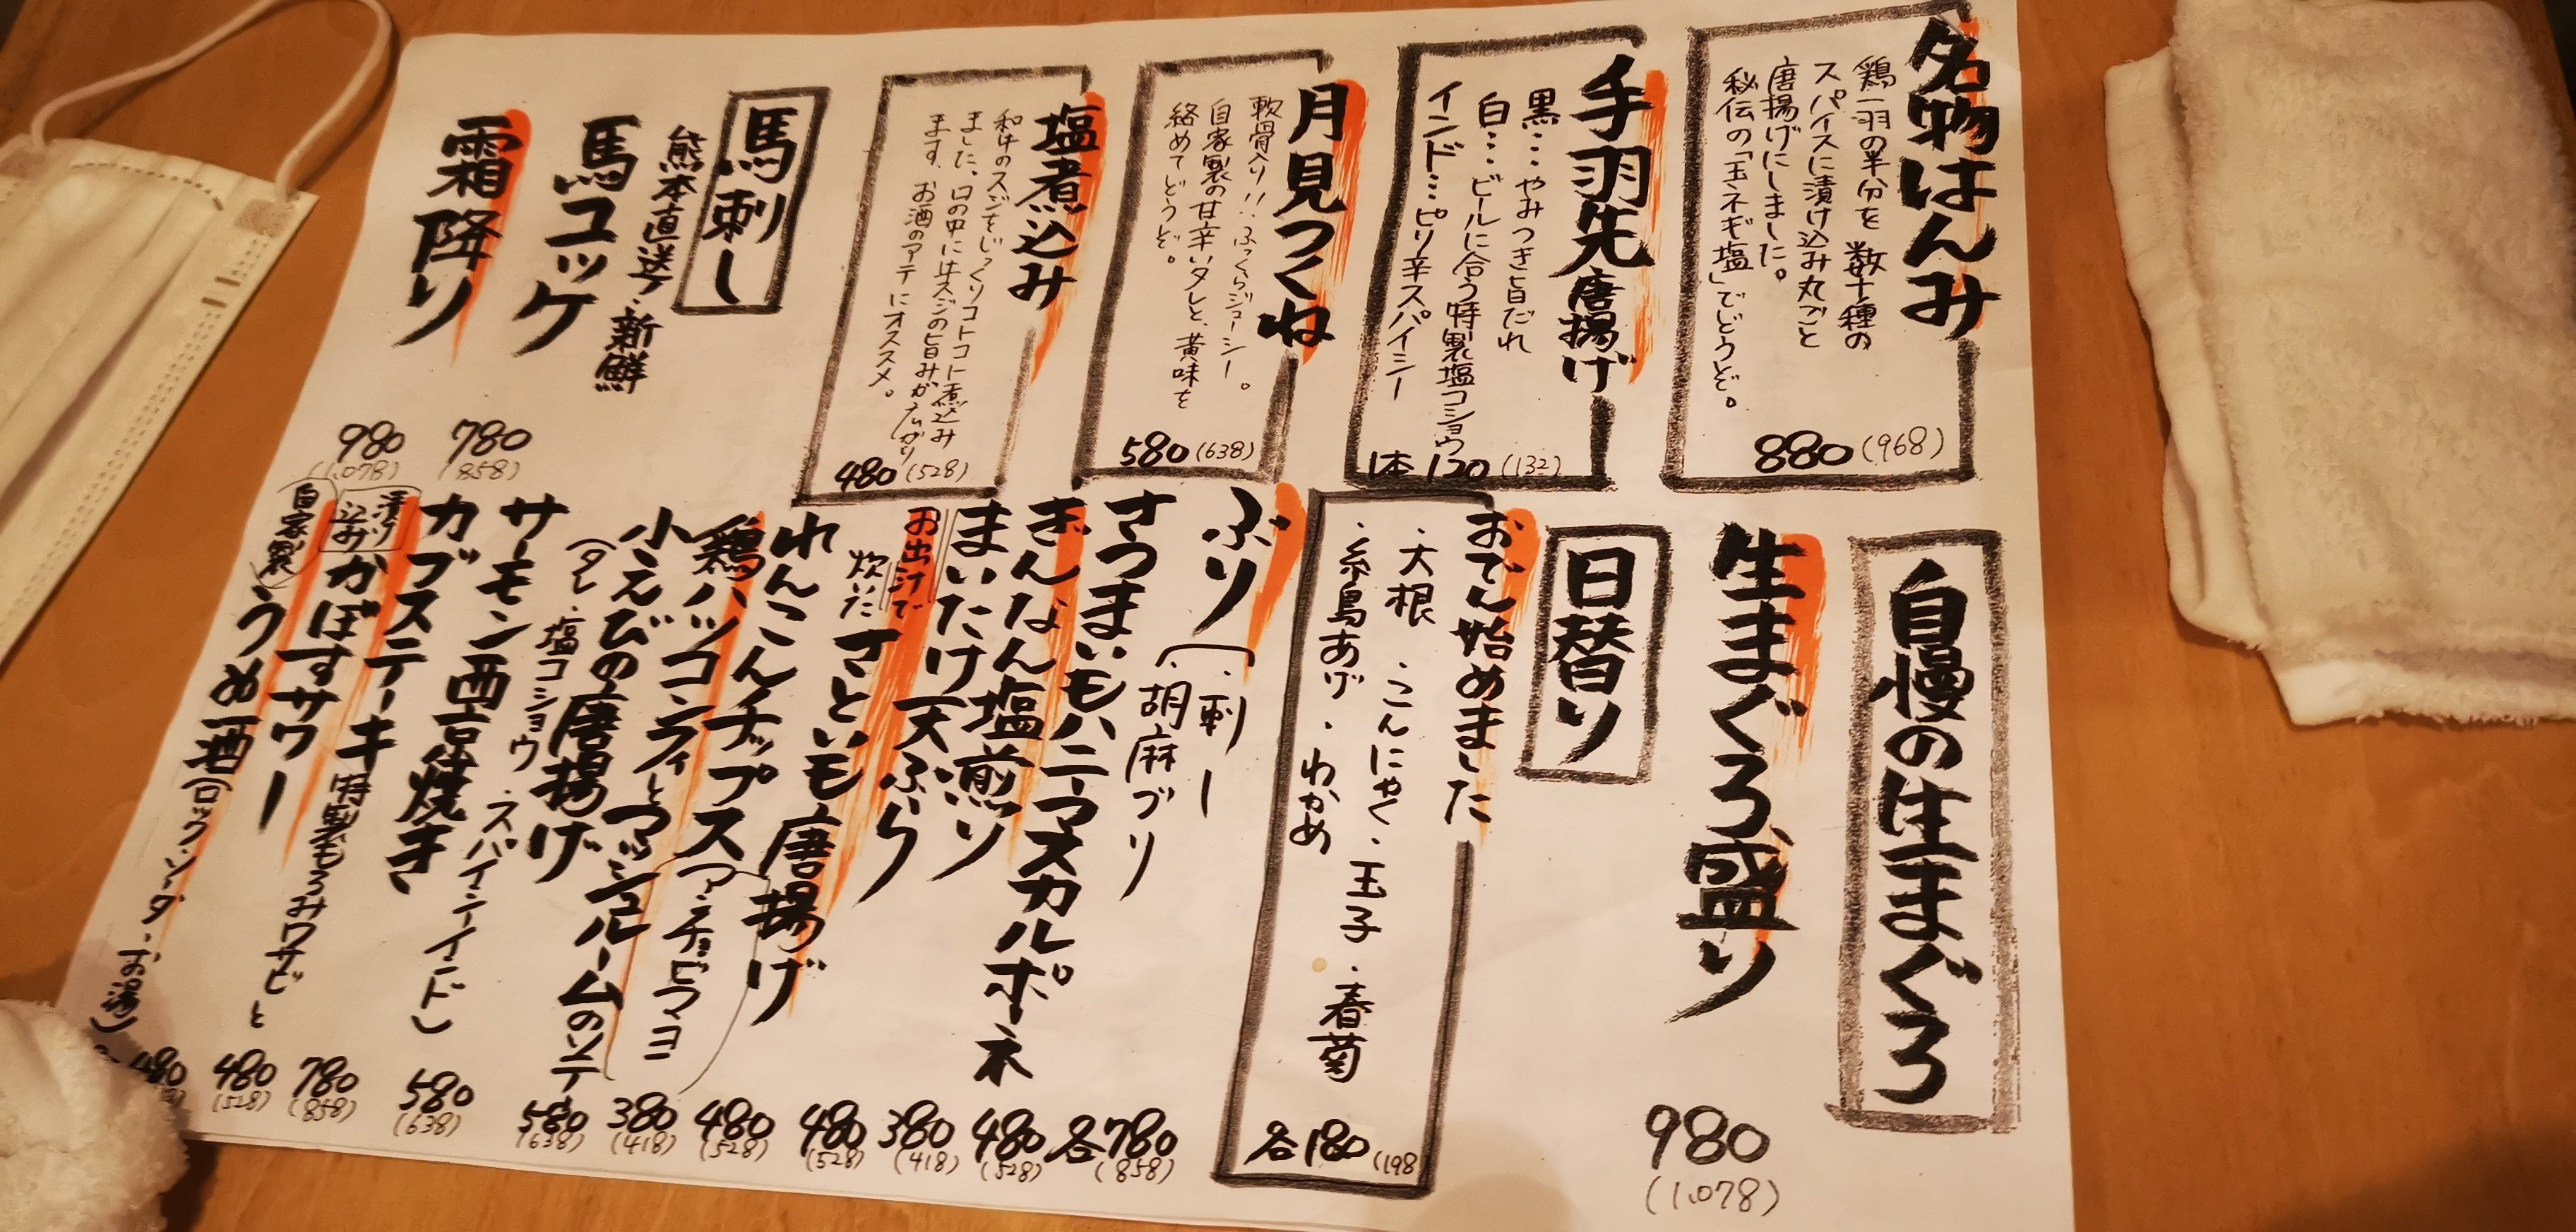 名物はんみ
鶏一羽の半分を 数十種の
スパイスに漬け込み丸ごと
唐揚げにしました。
秘伝の「玉ネギ塩」でどうぞ。
880(968)
手羽先唐揚げ
黒…やみつき旨だれ
白…ビールに合う特製塩コショウ
インド…ピリ辛スパイシー
1本 120(132)
月見つくね
軟骨入り!!ふっくらジューシー。
自家製の甘辛いタレと、黄味を
絡めてどうぞ。
580(638)
塩煮込み
和牛のスジをじっくりコトコト煮込み
ました。口の中に牛スジの旨みが広がり
ます。お酒のアテにオススメ。
480(528)
馬刺し
熊本直送・新鮮
馬ユッケ
780
(858)
霜降り
980
(1.078)
自慢の生まぐろ
生まぐろ盛り
980
(1.078)
日替り
おでん始めました
・大根 ・こんにゃく・玉子・春菊
・糸島あげ・わかめ
各180(198
ぶり
・刺し
・胡麻ブリ
各780
(858)
さつまいもハニーマスカルポーネ
480
(528)
ぎんなん塩煎り
380
(418)
まいたけ天ぷら
480
(528)
お出汁で
炊いた
さといも唐揚げ
480
(528)
れんこんチップス(アンチョビマヨ)
380
(418)
鶏ハツコンフィとマッシュルームのソテー
580
(638)
小えびの唐揚げ
(タレ・塩コショウ・スパイシーインド)
580
(638)
サーモン西京焼き
カブステーキ 特製もろみワサビと
780
(858)
漬け
込み
かぼすサワー
480
(528)
自家製
うめ酒(ロック・ソーダ・お湯)
480